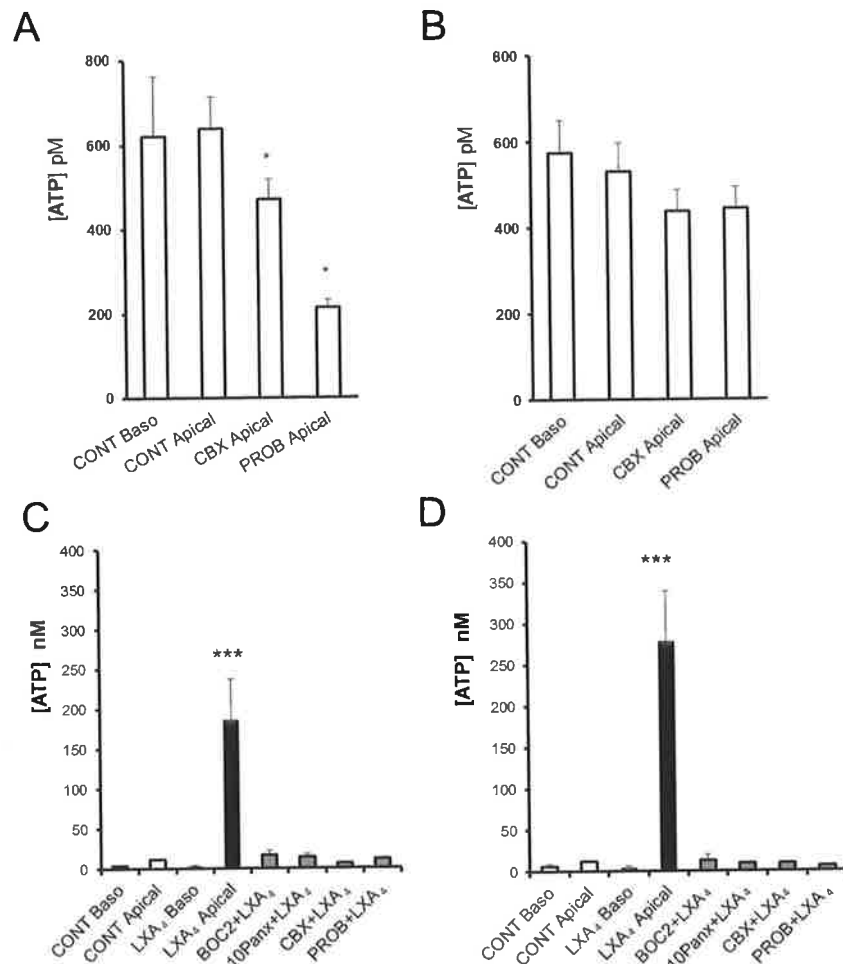 A
800
600
400
200
0
[ATP] pM
*
*
CONT Baso
CONT Apical
CBX Apical
PROB Apical
B
800
600
400
200
0
[ATP] pM
CONT Baso
CONT Apical
CBX Apical
PROB Apical
C
400
350
300
250
200
150
100
50
0
[ATP] nM
***
CONT Baso
CONT Apical
LXA₄ Baso
LXA₄ Apical
BOC2+LXA₄
10Panx+LXA₄
CBX+LXA₄
PROB+LXA₄
D
400
350
300
250
200
150
100
50
0
[ATP] nM
***
CONT Baso
CONT Apical
LXA₄ Baso
LXA₄ Apical
BOC2+LXA₄
10Panx+LXA₄
CBX+LXA₄
PROB+LXA₄